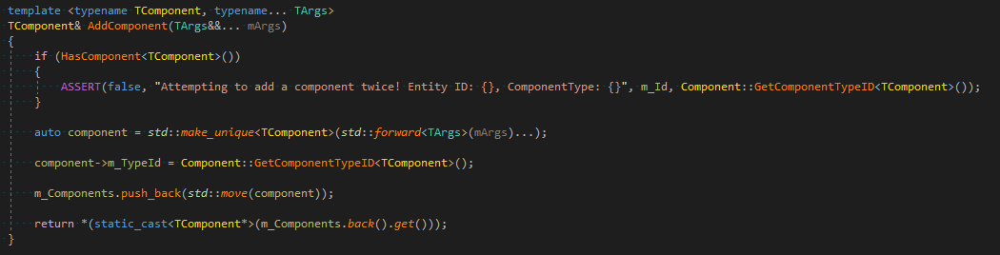 template <typename TComponent, typename... TArgs>
TComponent& AddComponent(TArgs&&... mArgs)
{
if (HasComponent<TComponent>())
{
ASSERT(false, "Attempting to add a component twice! Entity ID: {}, ComponentType: {}", m_Id, Component::GetComponentTypeID<TComponent>());
}
auto component = std::make_unique<TComponent>(std::forward<TArgs>(mArgs)...);
component->m_TypeId = Component::GetComponentTypeID<TComponent>();
m_Components.push_back(std::move(component));
return *(static_cast<TComponent*>(m_Components.back().get()));
}